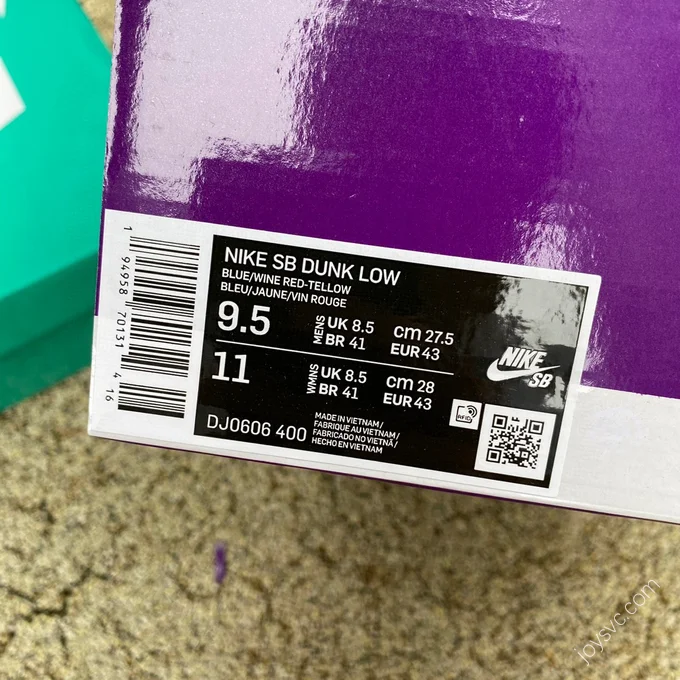 NIKE SB DUNK LOW
BLUE/WINE RED-TELLOW
BLEU/JAUNE/VIN ROUGE
9.5 MENS UK 8.5 cm 27.5
BR 41 EUR 43
11 WMNS UK 8.5 cm 28
BR 41 EUR 43
DJ0606 400
MADE IN VIETNAM/
FABRIQUE AU VIETNAM/
FABRICADO NO VIETNÃ/
HECHO EN VIETNAM
RFID
NIKE
SB
1 94958 70131 4 16
joysvc.com